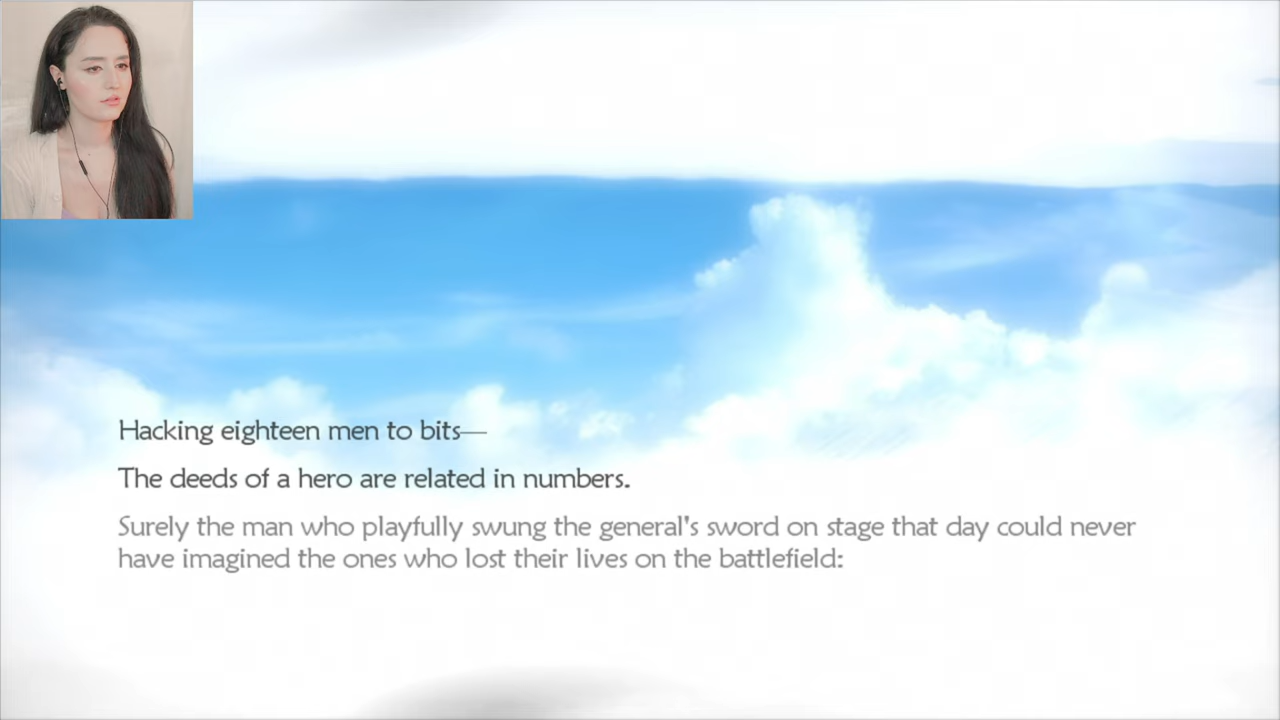 Hacking eighteen men to bits—
The deeds of a hero are related in numbers.
Surely the man who playfully swung the general's sword on stage that day could never
have imagined the ones who lost their lives on the battlefield: